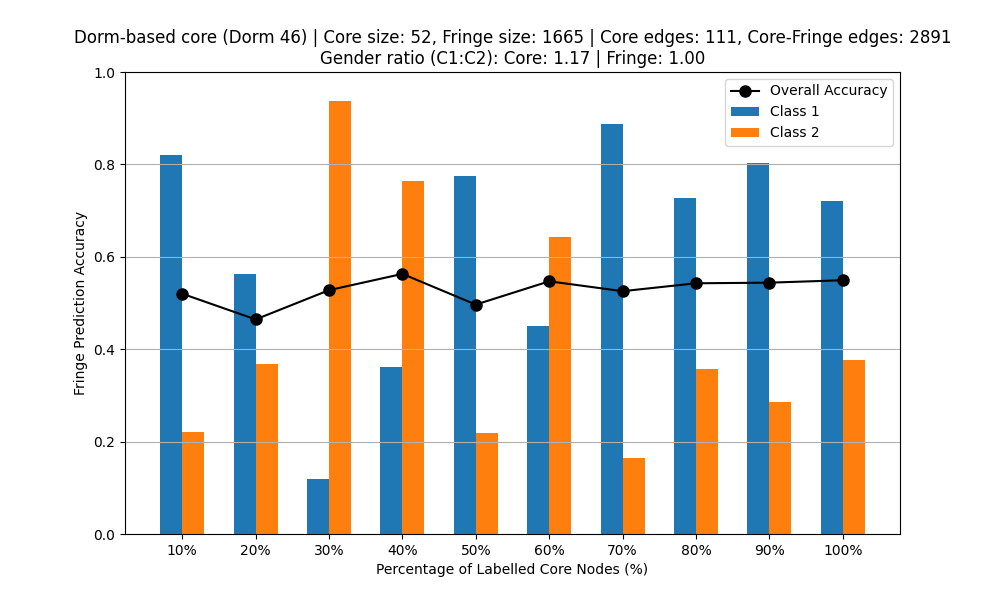 Dorm-based core (Dorm 46) | Core size: 52, Fringe size: 1665 | Core edges: 111, Core-Fringe edges: 2891
Gender ratio (C1:C2): Core: 1.17 | Fringe: 1.00
Overall Accuracy
Class 1
Class 2
Fringe Prediction Accuracy
1.0
0.8
0.6
0.4
0.2
0.0
10% 20% 30% 40% 50% 60% 70% 80% 90% 100%
Percentage of Labelled Core Nodes (%)